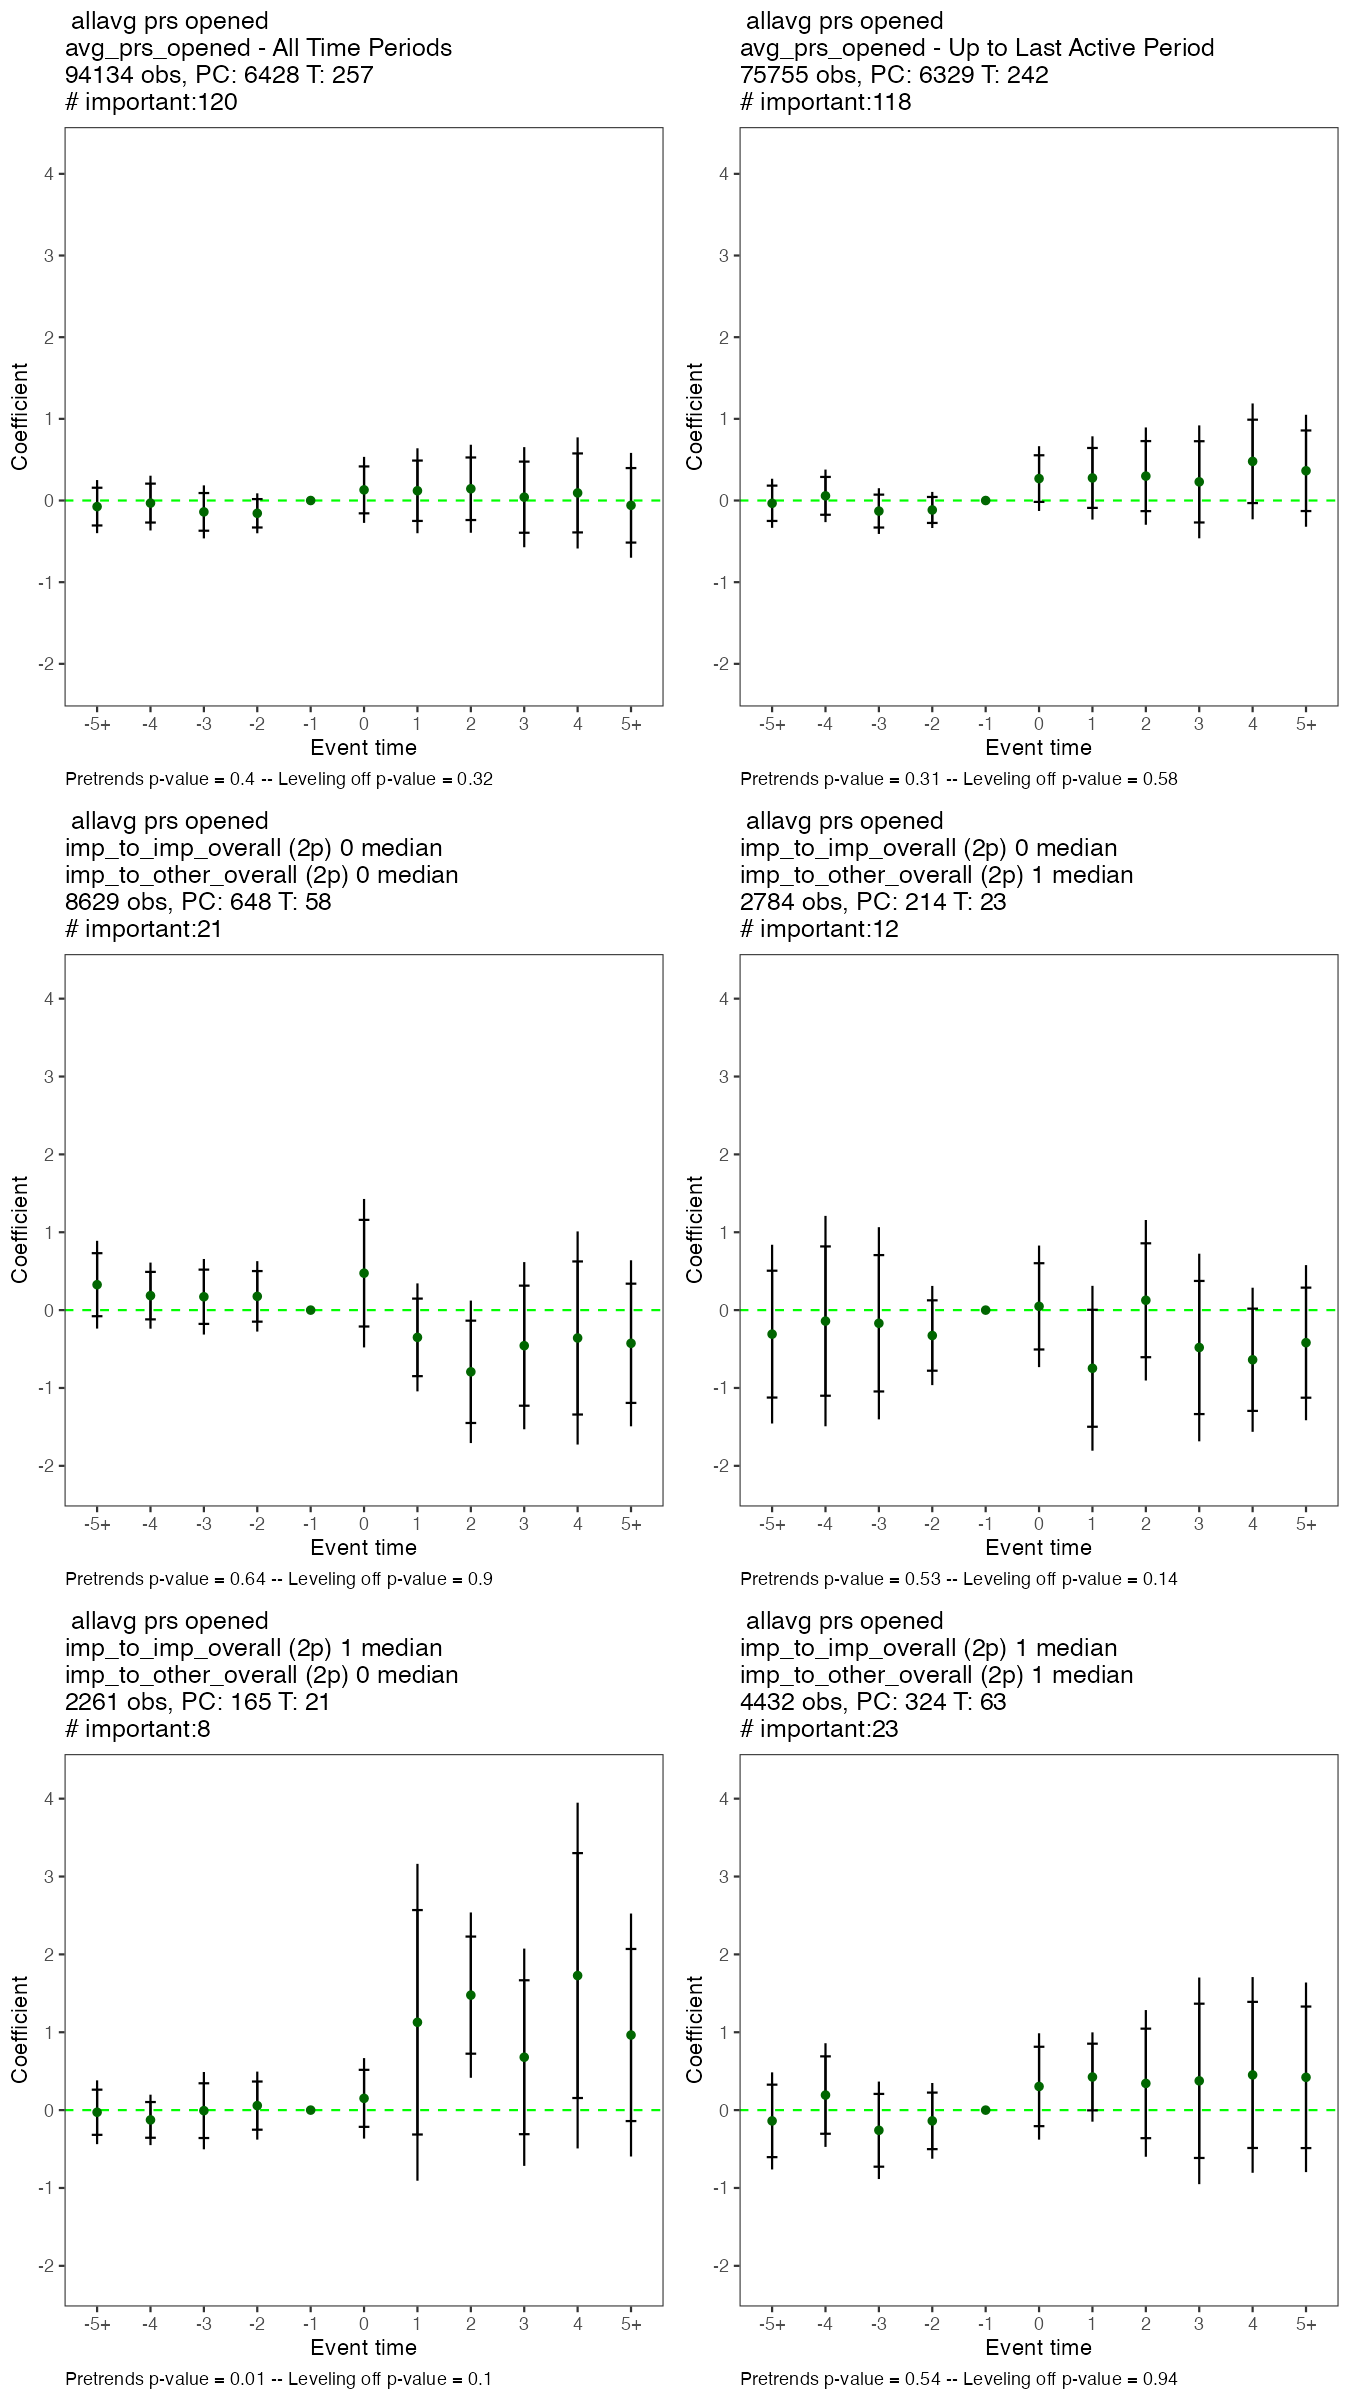 allavg prs opened
avg_prs_opened - All Time Periods
94134 obs, PC: 6428 T: 257
# important:120
4
3
2
1
0
-1
-2
Coefficient
-5+ -4 -3 -2 -1 0 1 2 3 4 5+
Event time
Pretrends p-value = 0.4 -- Leveling off p-value = 0.32
allavg prs opened
avg_prs_opened - Up to Last Active Period
75755 obs, PC: 6329 T: 242
# important:118
4
3
2
1
0
-1
-2
Coefficient
-5+ -4 -3 -2 -1 0 1 2 3 4 5+
Event time
Pretrends p-value = 0.31 -- Leveling off p-value = 0.58
allavg prs opened
imp_to_imp_overall (2p) 0 median
imp_to_other_overall (2p) 0 median
8629 obs, PC: 648 T: 58
# important:21
4
3
2
1
0
-1
-2
Coefficient
-5+ -4 -3 -2 -1 0 1 2 3 4 5+
Event time
Pretrends p-value = 0.64 -- Leveling off p-value = 0.9
allavg prs opened
imp_to_imp_overall (2p) 0 median
imp_to_other_overall (2p) 1 median
2784 obs, PC: 214 T: 23
# important:12
4
3
2
1
0
-1
-2
Coefficient
-5+ -4 -3 -2 -1 0 1 2 3 4 5+
Event time
Pretrends p-value = 0.53 -- Leveling off p-value = 0.14
allavg prs opened
imp_to_imp_overall (2p) 1 median
imp_to_other_overall (2p) 0 median
2261 obs, PC: 165 T: 21
# important:8
4
3
2
1
0
-1
-2
Coefficient
-5+ -4 -3 -2 -1 0 1 2 3 4 5+
Event time
Pretrends p-value = 0.01 -- Leveling off p-value = 0.1
allavg prs opened
imp_to_imp_overall (2p) 1 median
imp_to_other_overall (2p) 1 median
4432 obs, PC: 324 T: 63
# important:23
4
3
2
1
0
-1
-2
Coefficient
-5+ -4 -3 -2 -1 0 1 2 3 4 5+
Event time
Pretrends p-value = 0.54 -- Leveling off p-value = 0.94